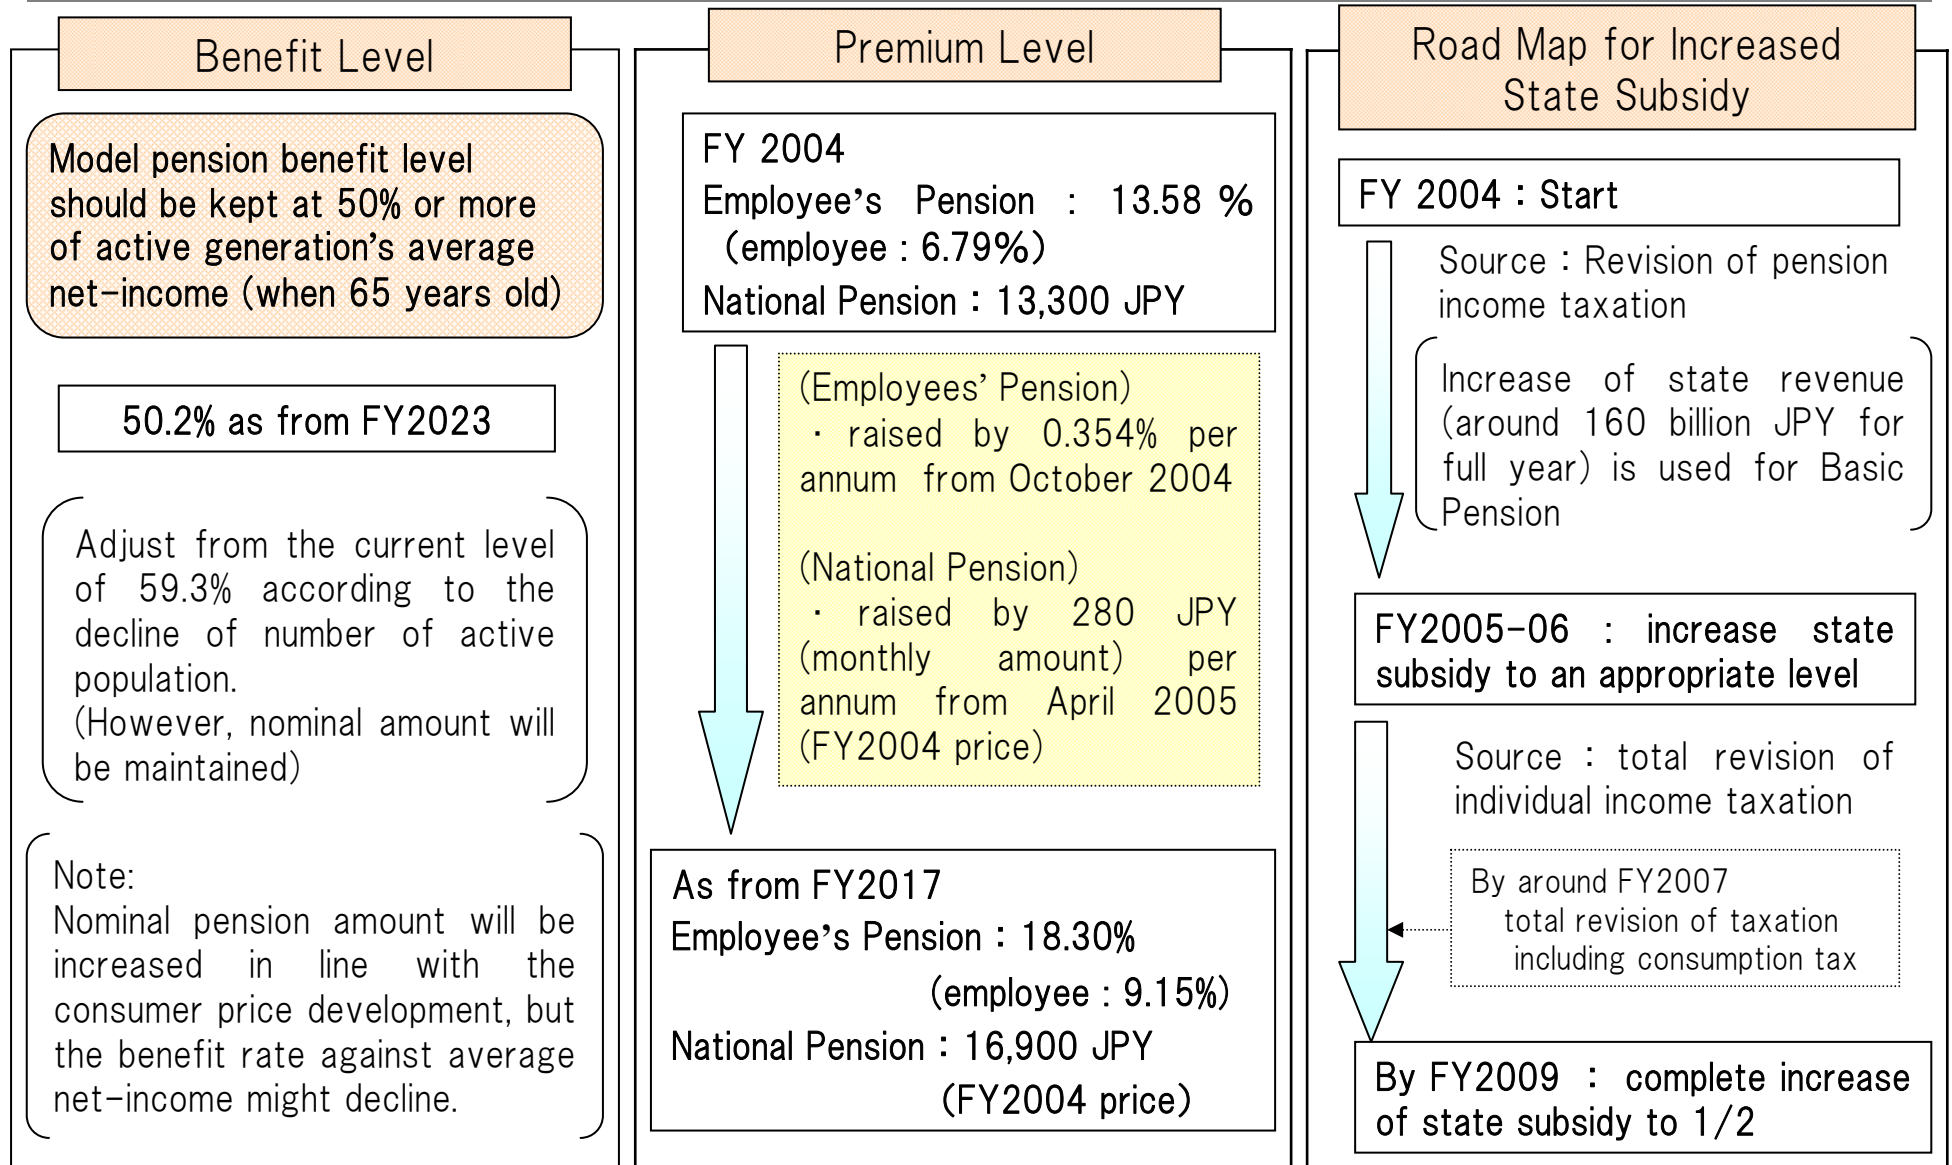 Benefit Level
Model pension benefit level
should be kept at 50% or more
of active generation's average
net-income (when 65 years old)
50.2% as from FY2023
Adjust from the current level
of 59.3% according to the
decline of number of active
population.
(However, nominal amount will
be maintained)
Note:
Nominal pension amount will be
increased in line with the
consumer price development, but
the benefit rate against average
net-income might decline.
Premium Level
FY 2004
Employee's Pension : 13.58 %
(employee : 6.79%)
National Pension : 13,300 JPY
(Employees' Pension)
・ raised by 0.354% per
annum from October 2004
(National Pension)
・ raised by 280 JPY
(monthly amount) per
annum from April 2005
(FY2004 price)
As from FY2017
Employee's Pension : 18.30%
(employee : 9.15%)
National Pension : 16,900 JPY
(FY2004 price)
Road Map for Increased
State Subsidy
FY 2004 : Start
Source : Revision of pension
income taxation
Increase of state revenue
(around 160 billion JPY for
full year) is used for Basic
Pension
FY2005-06 : increase state
subsidy to an appropriate level
Source : total revision of
individual income taxation
By around FY2007
total revision of taxation
including consumption tax
By FY2009 : complete increase
of state subsidy to 1/2